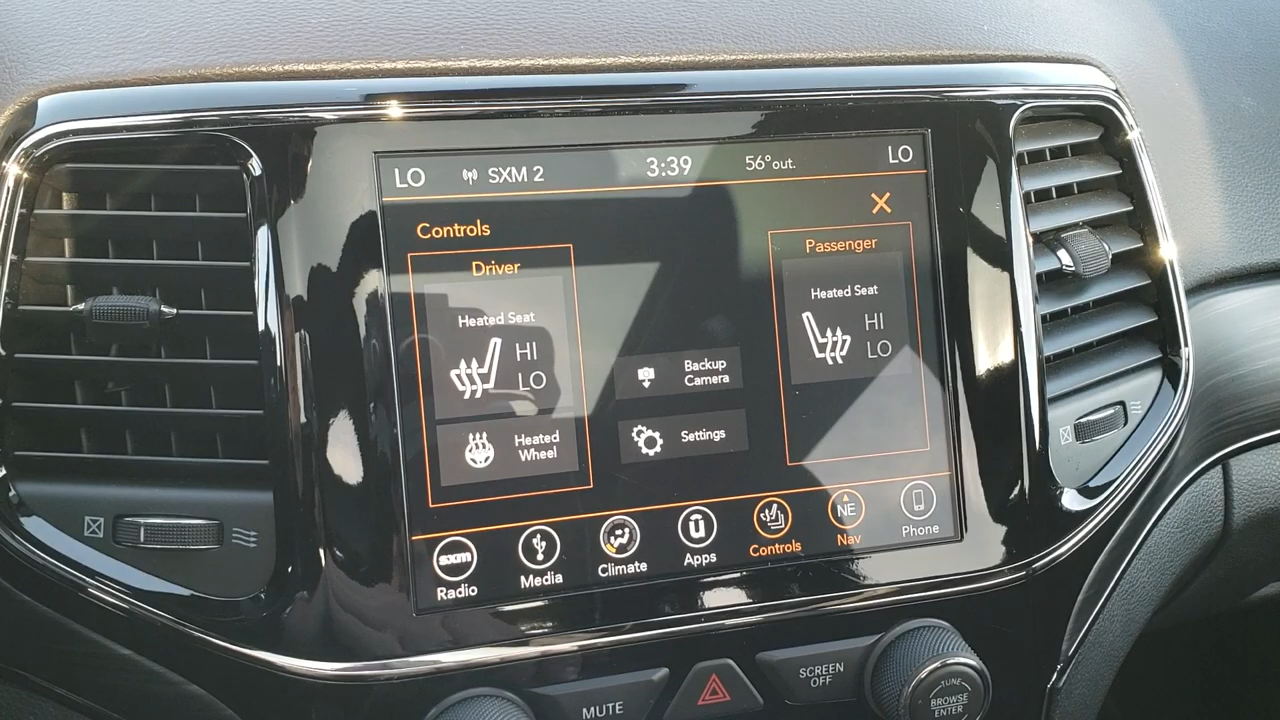 LO
SXM 2
3:39
56° out.
LO
Controls
Driver
Heated Seat
HI
LO
Heated
Wheel
Backup
Camera
Settings
Passenger
Heated Seat
HI
LO
sxm
Radio
Media
Climate
Apps
Controls
NE
Nav
Phone
MUTE
SCREEN
OFF
TUNE
BROWSE
ENTER